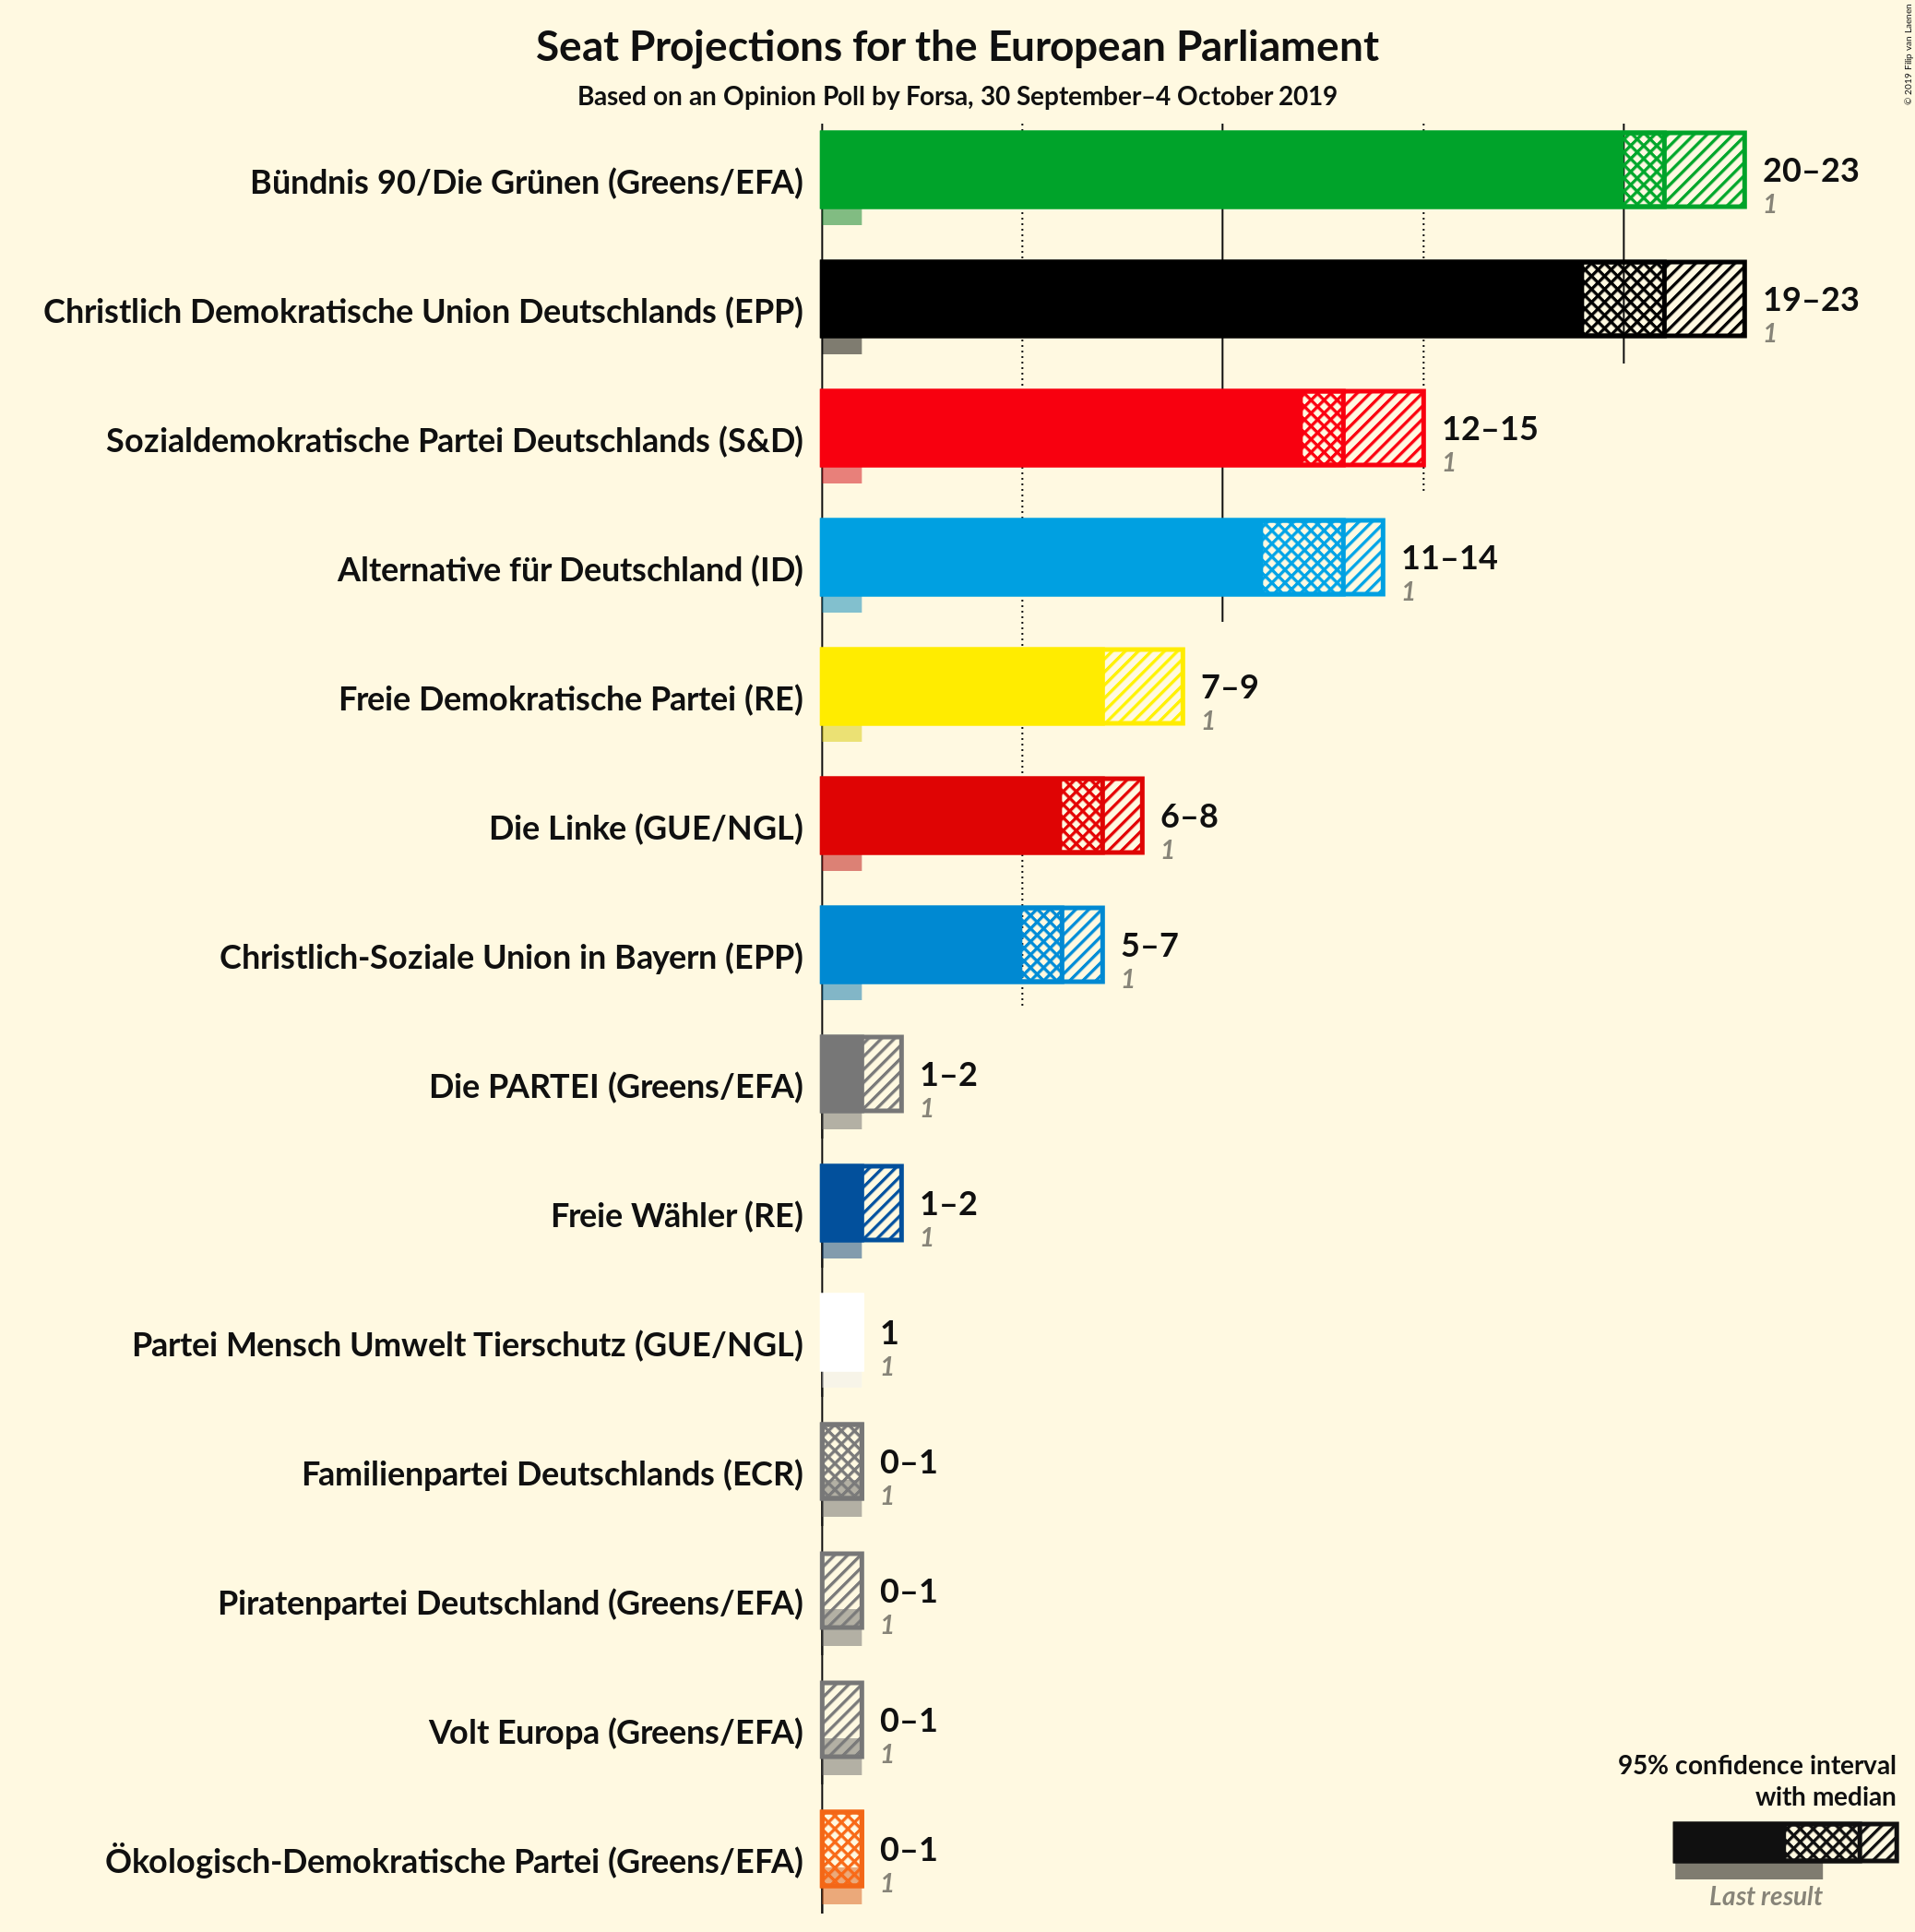 Seat Projections for the European Parliament
Based on an Opinion Poll by Forsa, 30 September–4 October 2019
© 2019 Filip van Laenen
Bündnis 90/Die Grünen (Greens/EFA)
20–23
1
Christlich Demokratische Union Deutschlands (EPP)
19–23
1
Sozialdemokratische Partei Deutschlands (S&D)
12–15
1
Alternative für Deutschland (ID)
11–14
1
Freie Demokratische Partei (RE)
7–9
1
Die Linke (GUE/NGL)
6–8
1
Christlich-Soziale Union in Bayern (EPP)
5–7
1
Die PARTEI (Greens/EFA)
1–2
1
Freie Wähler (RE)
1–2
1
Partei Mensch Umwelt Tierschutz (GUE/NGL)
1
1
Familienpartei Deutschlands (ECR)
0–1
1
Piratenpartei Deutschland (Greens/EFA)
0–1
1
Volt Europa (Greens/EFA)
0–1
1
Ökologisch-Demokratische Partei (Greens/EFA)
0–1
1
95% confidence interval
with median
Last result